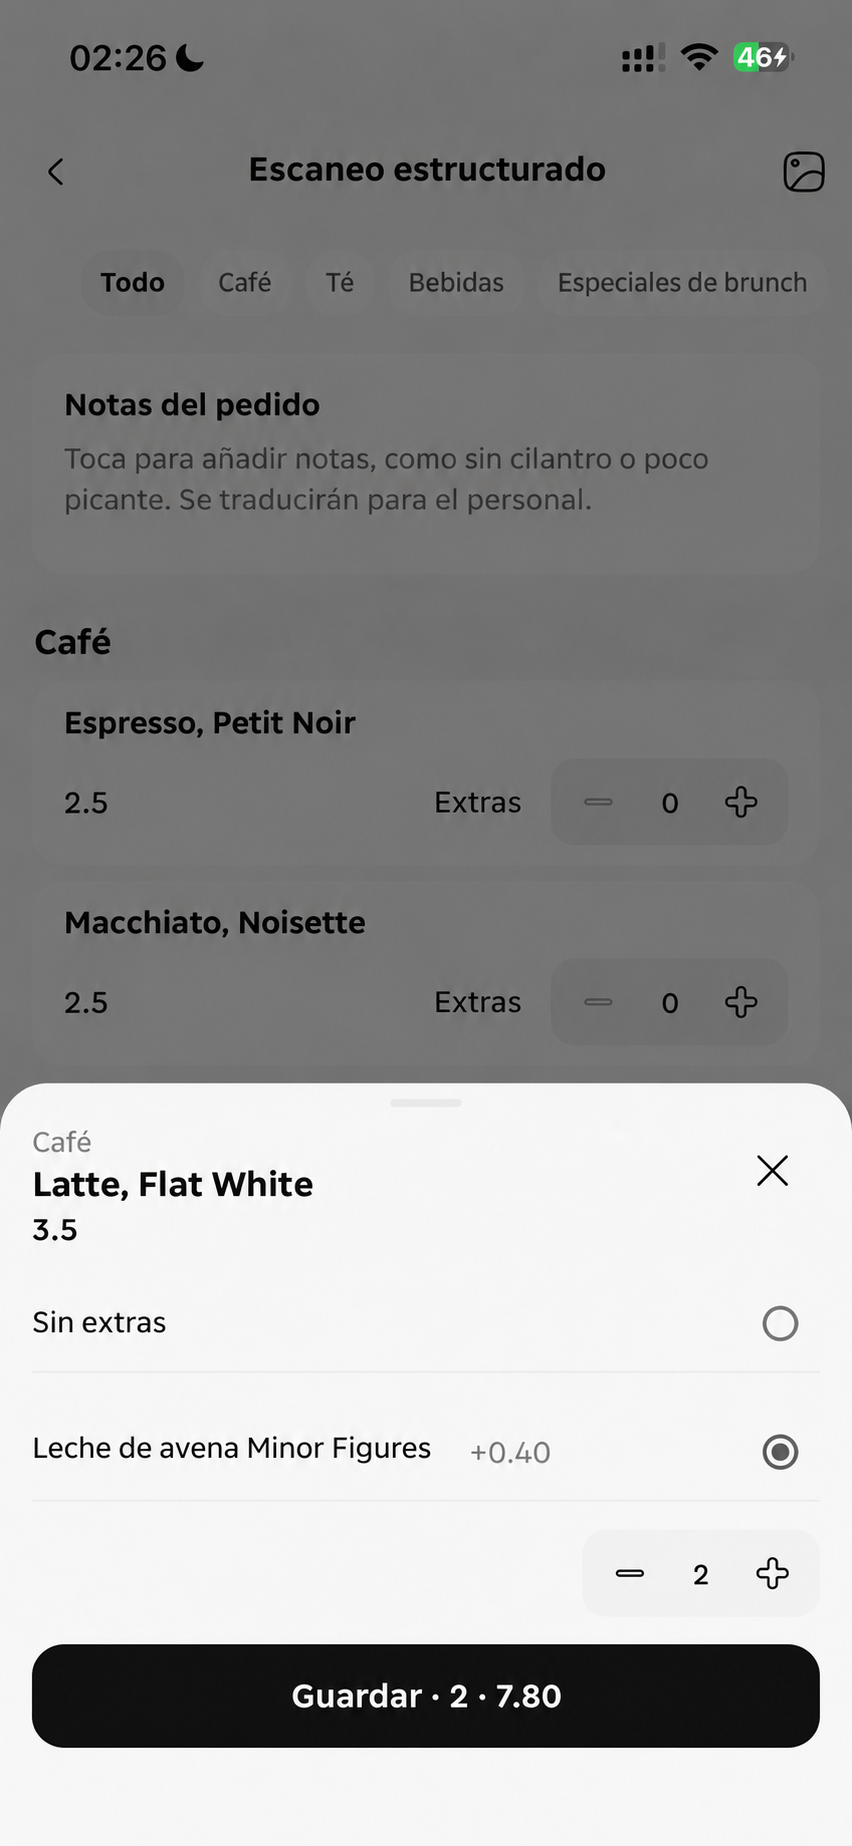 02:26
46
Escaneo estructurado
Todo Café Té Bebidas Especiales de brunch
Notas del pedido
Toca para añadir notas, como sin cilantro o poco
picante. Se traducirán para el personal.
Café
Espresso, Petit Noir
2.5 Extras 0
Macchiato, Noisette
2.5 Extras 0
Café
Latte, Flat White
3.5
Sin extras
Leche de avena Minor Figures +0.40
2
Guardar · 2 · 7.80